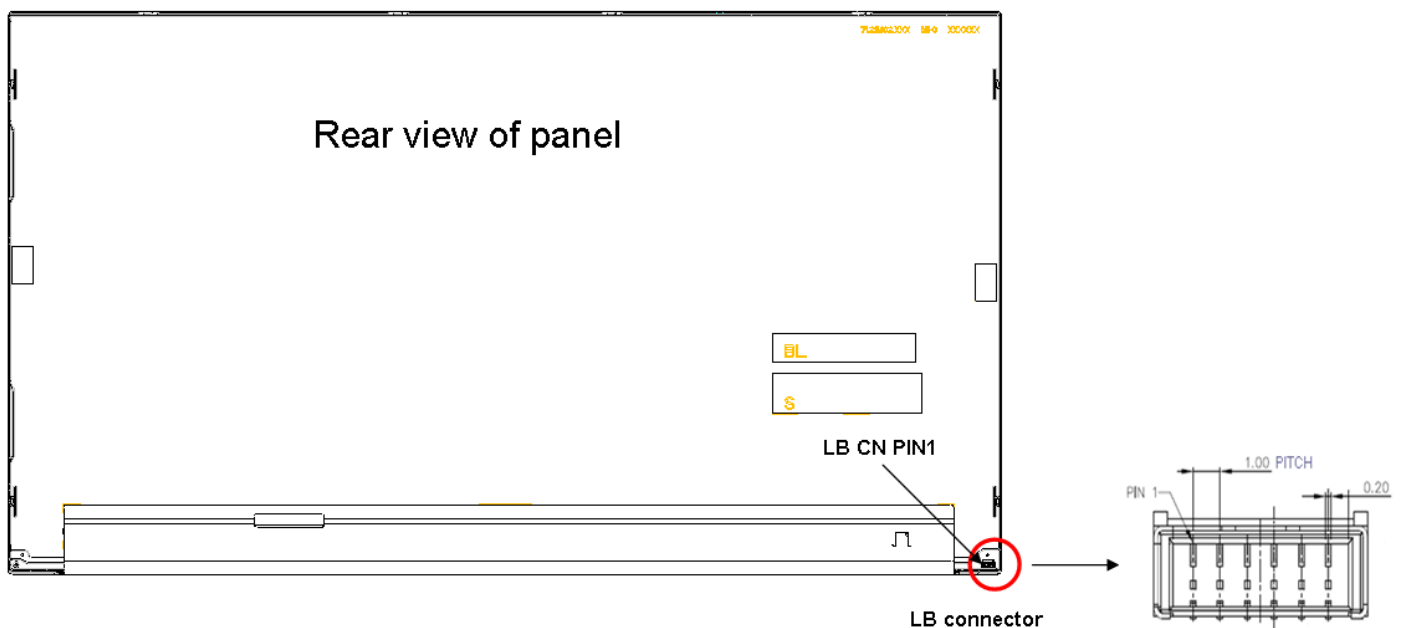 Rear view of panel
BL
S
LB CN PIN1
1.00 PITCH
PIN 1
0.20
LB connector